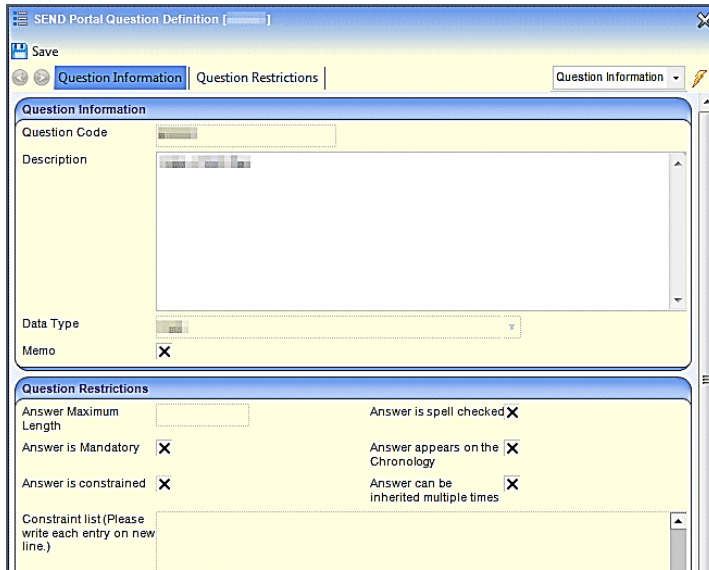 SEND Portal Question Definition [ ]
Save
Question Information Question Restrictions Question Information
Question Information
Question Code
Description
Data Type
Memo
Question Restrictions
Answer Maximum Answer is spell checked
Length
Answer is Mandatory Answer appears on the
Chronology
Answer is constrained Answer can be
inherited multiple times
Constraint list (Please
write each entry on new
line.)